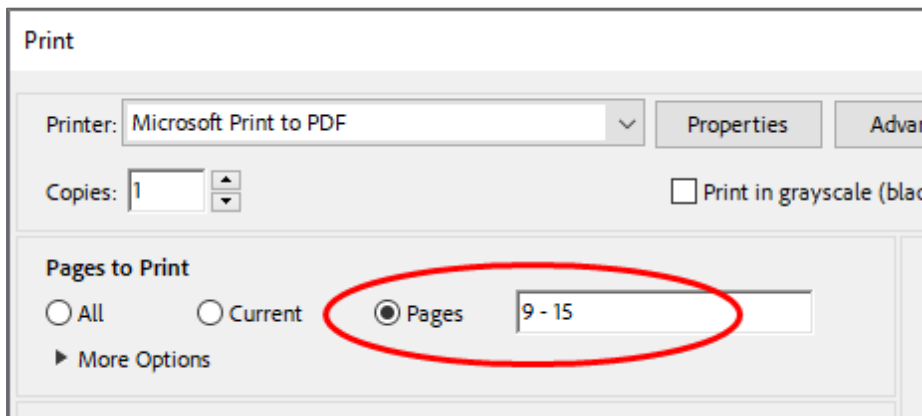 Print
Printer: Microsoft Print to PDF Properties
Copies: 1 Print in grayscale
Pages to Print
All Current Pages 9 - 15
More Options